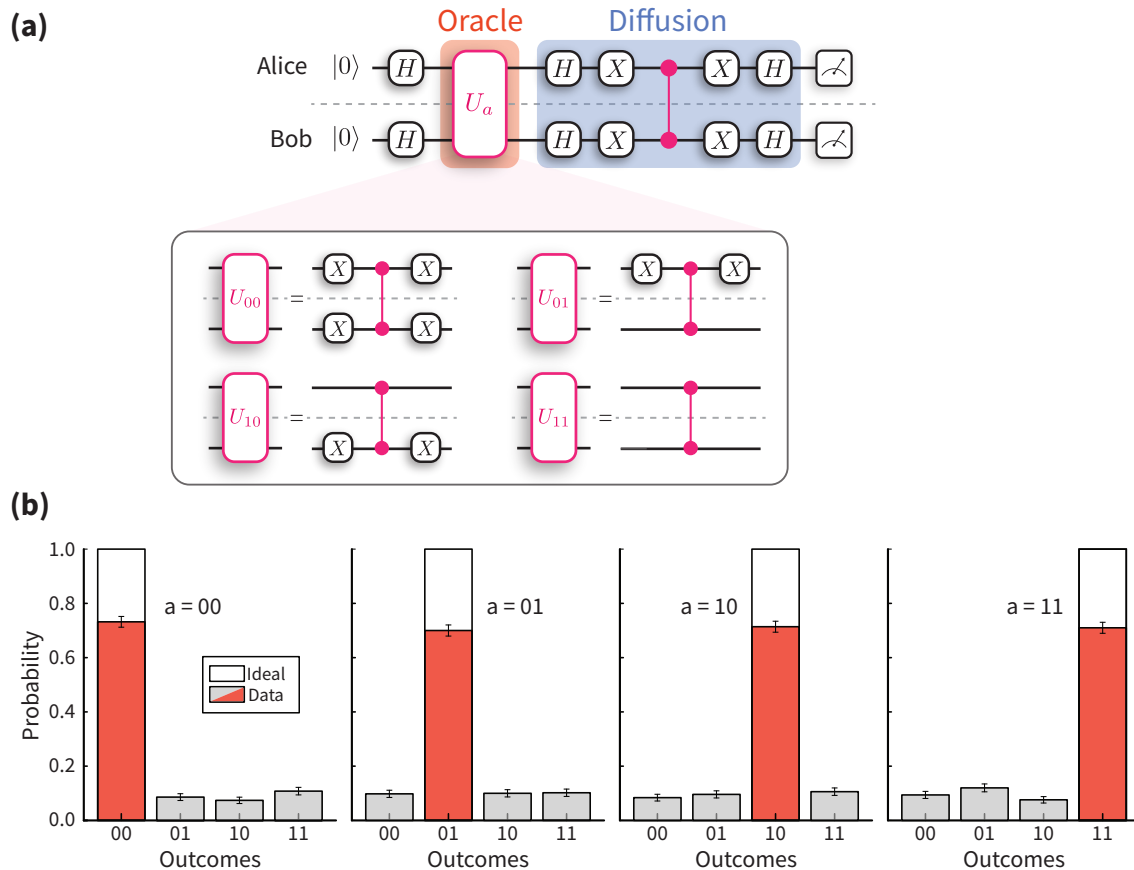 (a)
Oracle Diffusion
Alice |0⟩ H H X X H
U_a
Bob |0⟩ H H X X H
X X X X
U_00 = U_01 =
X X
U_10 = U_11 =
X X
(b)
1.0
0.8
0.6
0.4
0.2
0.0
Probability
a = 00
Ideal
Data
00 01 10 11
Outcomes
a = 01
00 01 10 11
Outcomes
a = 10
00 01 10 11
Outcomes
a = 11
00 01 10 11
Outcomes